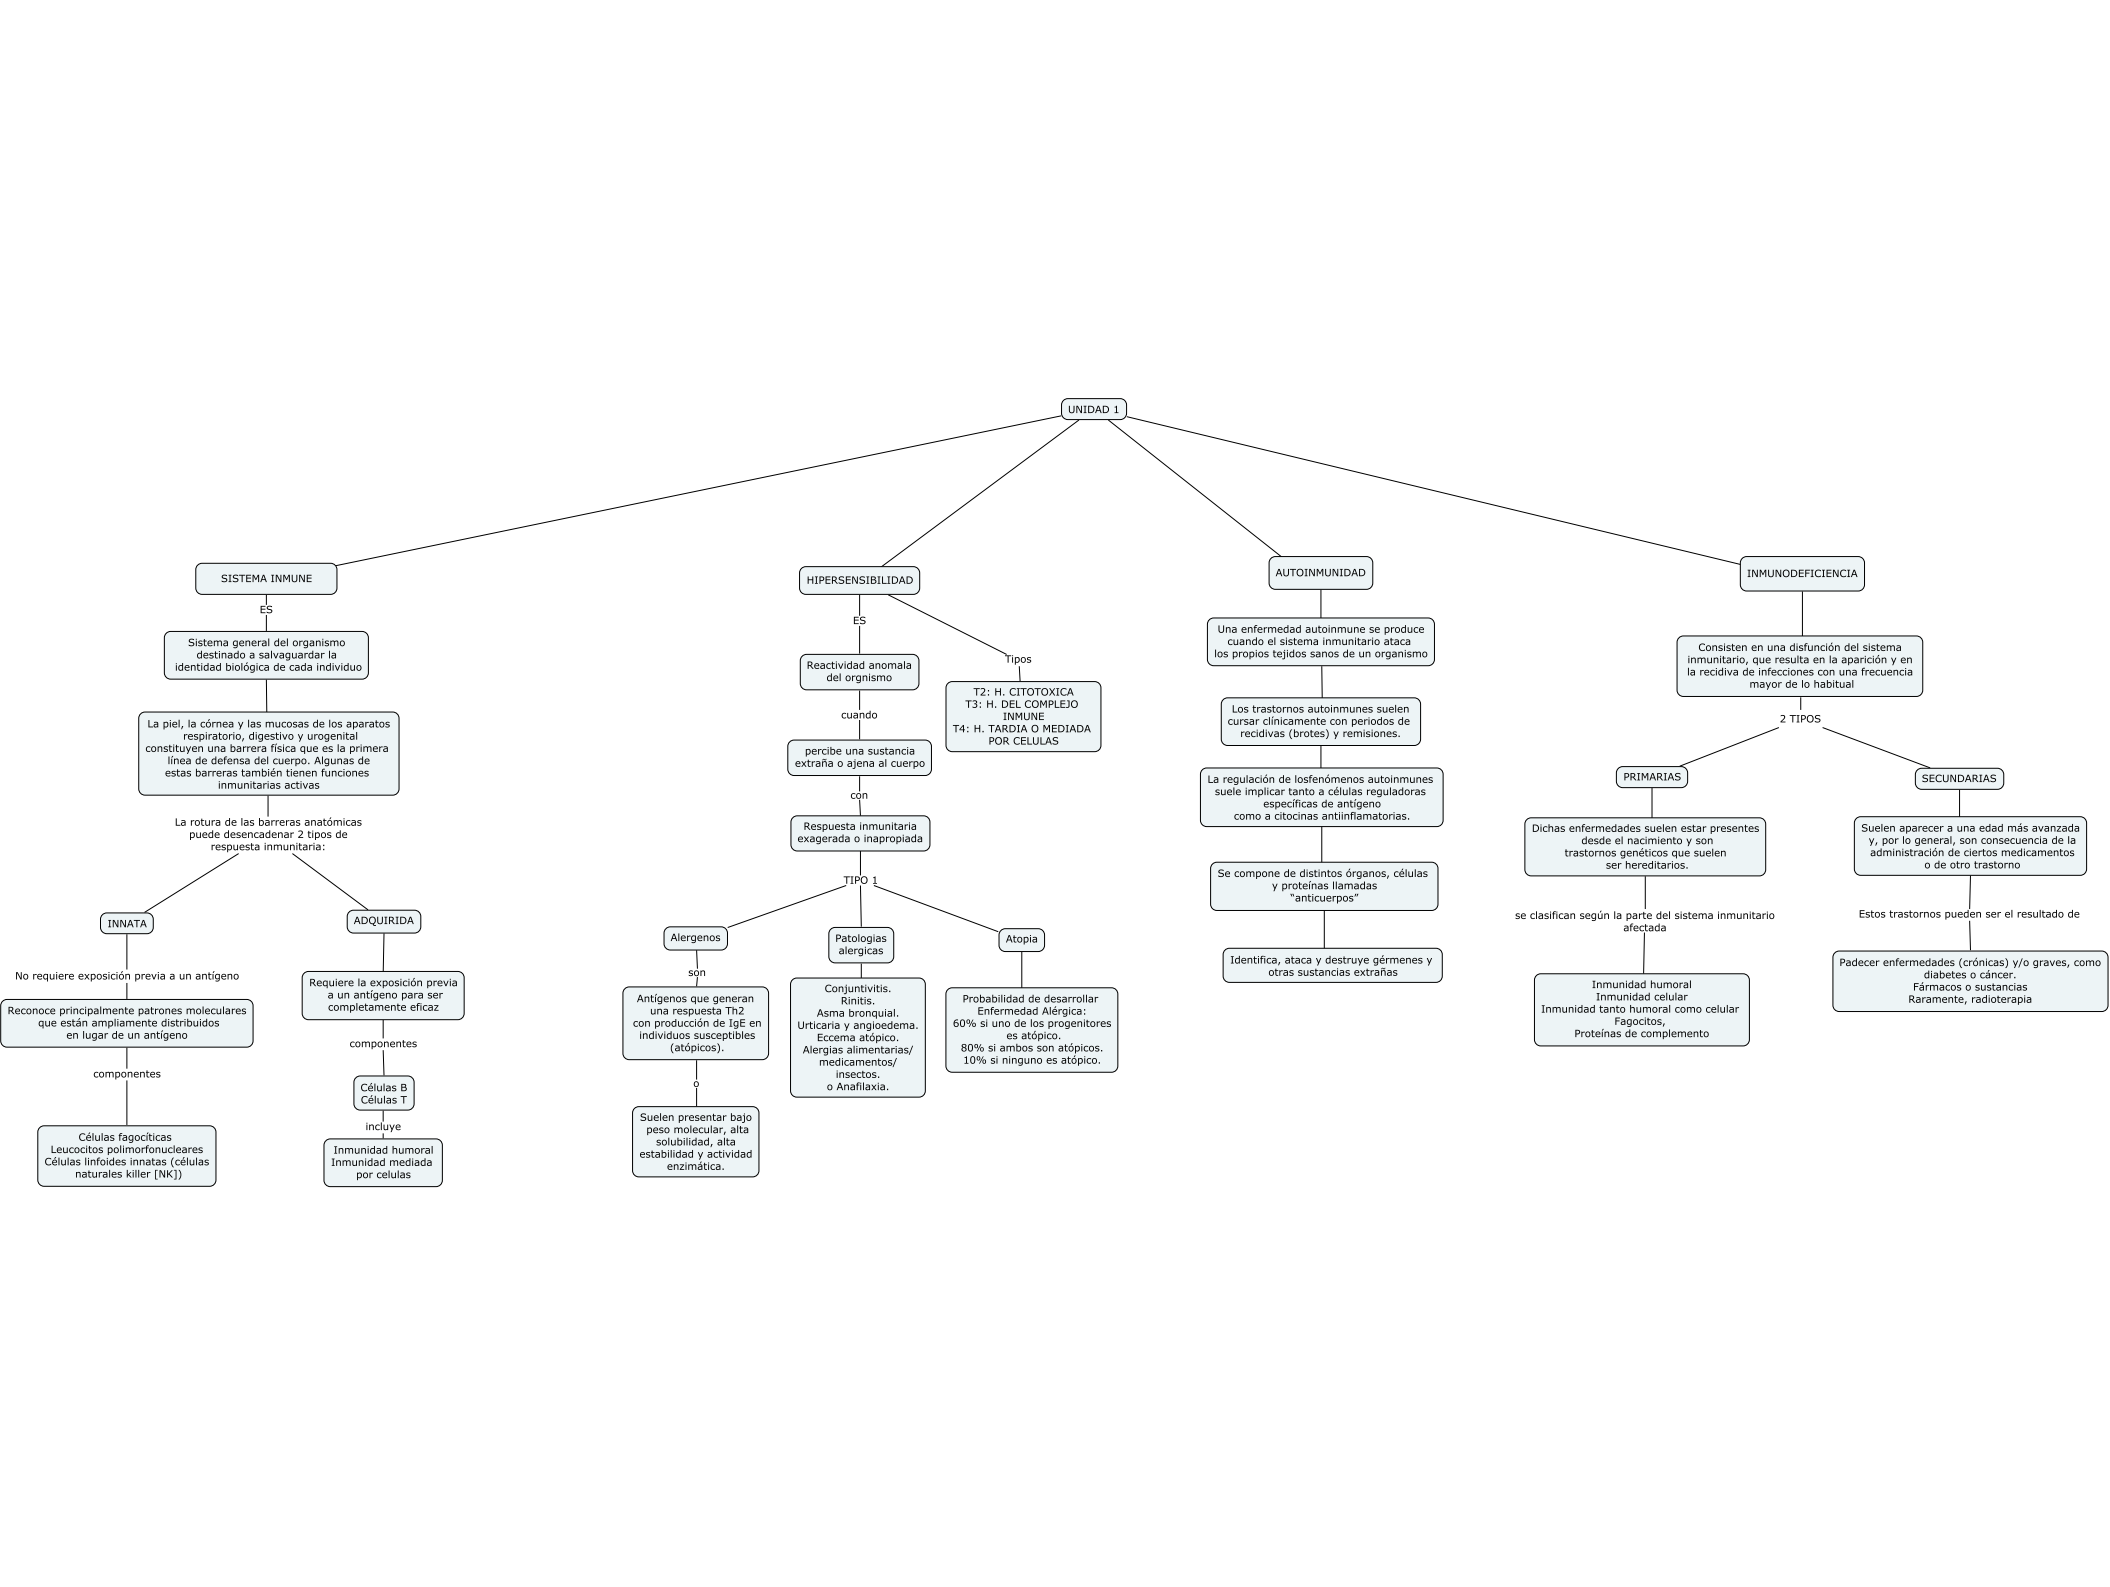 UNIDAD 1
SISTEMA INMUNE
ES
Sistema general del organismo
destinado a salvaguardar la
identidad biológica de cada individuo
La piel, la córnea y las mucosas de los aparatos
respiratorio, digestivo y urogenital
constituyen una barrera física que es la primera
línea de defensa del cuerpo. Algunas de
estas barreras también tienen funciones
inmunitarias activas
La rotura de las barreras anatómicas
puede desencadenar 2 tipos de
respuesta inmunitaria:
INNATA
No requiere exposición previa a un antígeno
Reconoce principalmente patrones moleculares
que están ampliamente distribuidos
en lugar de un antígeno
componentes
Células fagocíticas
Leucocitos polimorfonucleares
Células linfoides innatas (células
naturales killer [NK])
ADQUIRIDA
Requiere la exposición previa
a un antígeno para ser
completamente eficaz
componentes
Células B
Células T
incluye
Inmunidad humoral
Inmunidad mediada
por celulas
HIPERSENSIBILIDAD
ES
Reactividad anomala
del orgnismo
cuando
percibe una sustancia
extraña o ajena al cuerpo
con
Respuesta inmunitaria
exagerada o inapropiada
TIPO 1
Alergenos
son
Antígenos que generan
una respuesta Th2
con producción de IgE en
individuos susceptibles
(atópicos).
o
Suelen presentar bajo
peso molecular, alta
solubilidad, alta
estabilidad y actividad
enzimática.
Patologias
alergicas
Conjuntivitis.
Rinitis.
Asma bronquial.
Urticaria y angioedema.
Eccema atópico.
Alergias alimentarias/
medicamentos/
insectos.
o Anafilaxia.
Atopia
Probabilidad de desarrollar
Enfermedad Alérgica:
60% si uno de los progenitores
es atópico.
80% si ambos son atópicos.
10% si ninguno es atópico.
Tipos
T2: H. CITOTOXICA
T3: H. DEL COMPLEJO
INMUNE
T4: H. TARDIA O MEDIADA
POR CELULAS
AUTOINMUNIDAD
Una enfermedad autoinmune se produce
cuando el sistema inmunitario ataca
los propios tejidos sanos de un organismo
Los trastornos autoinmunes suelen
cursar clínicamente con periodos de
recidivas (brotes) y remisiones.
La regulación de losfenómenos autoinmunes
suele implicar tanto a células reguladoras
específicas de antígeno
como a citocinas antiinflamatorias.
Se compone de distintos órganos, células
y proteínas llamadas
“anticuerpos”
Identifica, ataca y destruye gérmenes y
otras sustancias extrañas
INMUNODEFICIENCIA
Consisten en una disfunción del sistema
inmunitario, que resulta en la aparición y en
la recidiva de infecciones con una frecuencia
mayor de lo habitual
2 TIPOS
PRIMARIAS
Dichas enfermedades suelen estar presentes
desde el nacimiento y son
trastornos genéticos que suelen
ser hereditarios.
se clasifican según la parte del sistema inmunitario
afectada
Inmunidad humoral
Inmunidad celular
Inmunidad tanto humoral como celular
Fagocitos,
Proteínas de complemento
SECUNDARIAS
Suelen aparecer a una edad más avanzada
y, por lo general, son consecuencia de la
administración de ciertos medicamentos
o de otro trastorno
Estos trastornos pueden ser el resultado de
Padecer enfermedades (crónicas) y/o graves, como
diabetes o cáncer.
Fármacos o sustancias
Raramente, radioterapia